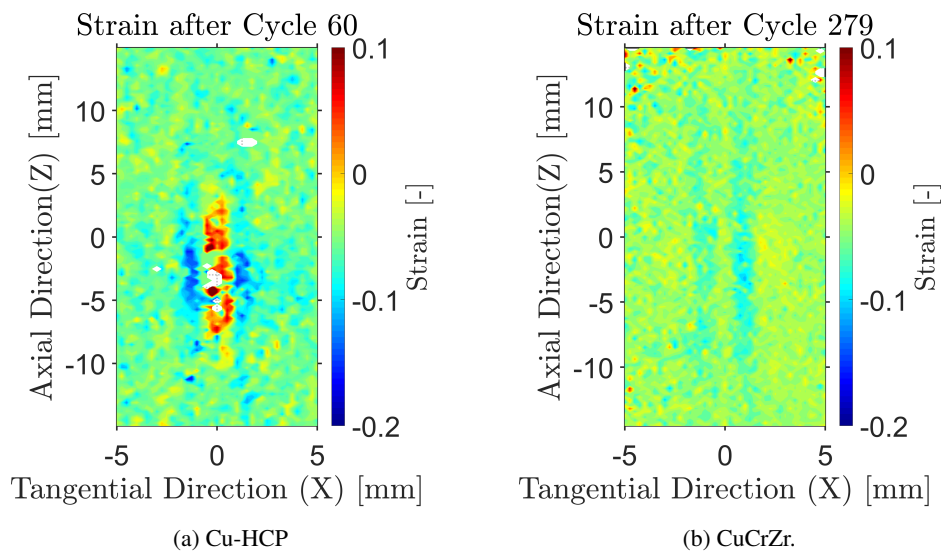 Strain after Cycle 60
Axial Direction(Z) [mm]
10
5
0
-5
-10
-5 0 5
Tangential Direction (X) [mm]
0.1
0
-0.1
-0.2
Strain [-]
(a) Cu-HCP
Strain after Cycle 279
Axial Direction(Z) [mm]
10
5
0
-5
-10
-5 0 5
Tangential Direction (X) [mm]
0.1
0
-0.1
-0.2
Strain [-]
(b) CuCrZr.